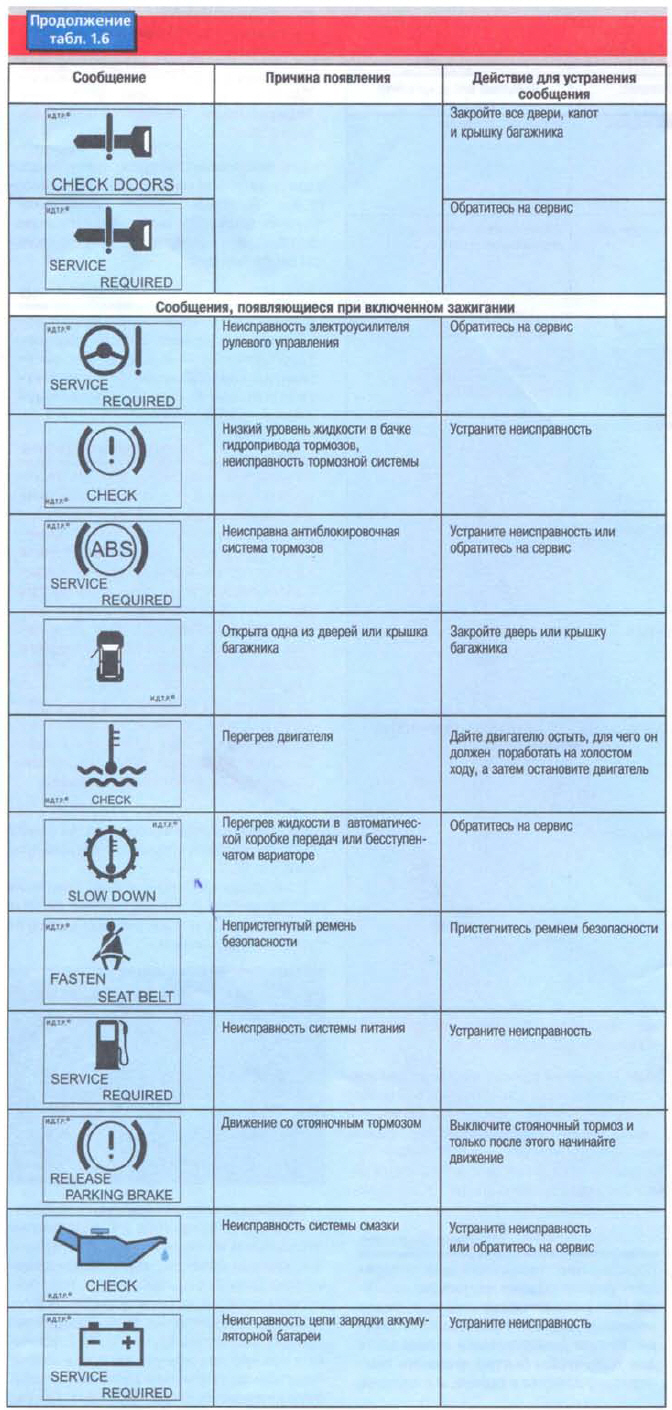 Продолжение
табл. 1.6
Сообщение
Причина появления
Действие для устранения
сообщения
И.Д.Т.Р.®
CHECK DOORS
Закройте все двери, капот
и крышку багажника
И.Д.Т.Р.®
SERVICE
REQUIRED
Обратитесь на сервис
Сообщения, появляющиеся при включенном зажигании
И.Д.Т.Р.®
SERVICE
REQUIRED
Неисправность электроусилителя
рулевого управления
Обратитесь на сервис
И.Д.Т.Р.®
CHECK
Низкий уровень жидкости в бачке
гидропривода тормозов,
неисправность тормозной системы
Устраните неисправность
И.Д.Т.Р.®
ABS
SERVICE
REQUIRED
Неисправна антиблокировочная
система тормозов
Устраните неисправность или
обратитесь на сервис
И.Д.Т.Р.®
Открыта одна из дверей или крышка
багажника
Закройте дверь или крышку
багажника
И.Д.Т.Р.®
CHECK
Перегрев двигателя
Дайте двигателю остыть, для чего он
должен поработать на холостом
ходу, а затем остановите двигатель
И.Д.Т.Р.®
SLOW DOWN
Перегрев жидкости в автоматичес-
кой коробке передач или бесступен-
чатом вариаторе
Обратитесь на сервис
И.Д.Т.Р.®
FASTEN
SEAT BELT
Непристегнутый ремень
безопасности
Пристегнитесь ремнем безопасности
И.Д.Т.Р.®
SERVICE
REQUIRED
Неисправность системы питания
Устраните неисправность
И.Д.Т.Р.®
RELEASE
PARKING BRAKE
Движение со стояночным тормозом
Выключите стояночный тормоз и
только после этого начинайте
движение
И.Д.Т.Р.®
CHECK
Неисправность системы смазки
Устраните неисправность
или обратитесь на сервис
И.Д.Т.Р.®
SERVICE
REQUIRED
Неисправность цепи зарядки аккуму-
ляторной батареи
Устраните неисправность